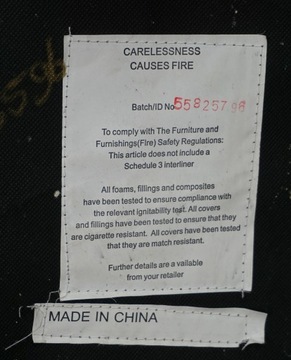 CARELESSNESS
CAUSES FIRE
Batch/ID No 55825796
To comply with The Furniture and
Furnishings(Fire) Safety Regulations:
This article does not include a
Schedule 3 interliner
All foams, fillings and composites
have been tested to ensure compliance with
the relevant ignitability test. All covers
and fillings have been tested to ensure that they
are cigarette resistant. All covers have been tested
that they are match resistant.
Further details are a vailable
from your retailer
MADE IN CHINA